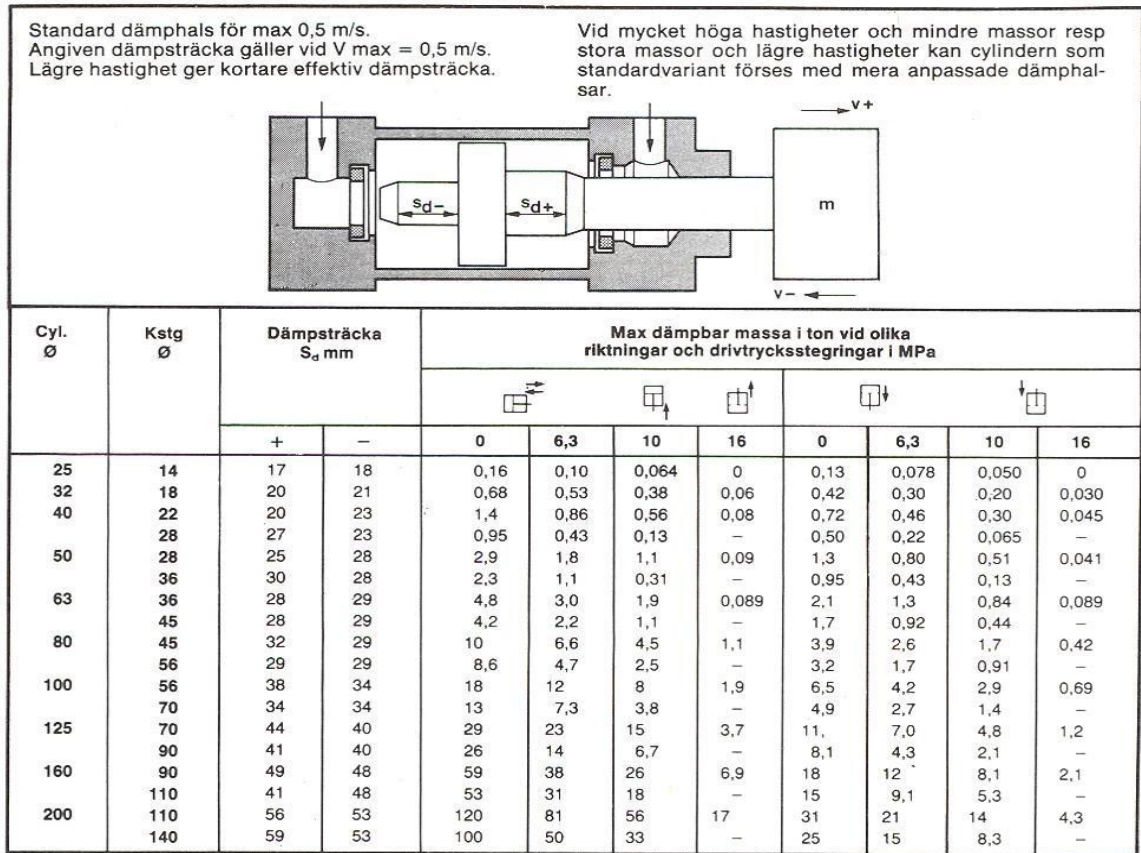 Standard dämphals för max 0,5 m/s.
Angiven dämpsträcka gäller vid V max = 0,5 m/s.
Lägre hastighet ger kortare effektiv dämpsträcka.
Vid mycket höga hastigheter och mindre massor resp
stora massor och lägre hastigheter kan cylindern som
standardvariant förses med mera anpassade dämphal-
sar.
v+
sd−
sd+
m
v−
Cyl. Ø Kstg Ø Dämpsträcka Sd mm Max dämpbar massa i ton vid olika
riktningar och drivtrycksstegringar i MPa
+ − 0 6,3 10 16 0 6,3 10 16
25 14 17 18 0,16 0,10 0,064 0 0,13 0,078 0,050 0
32 18 20 21 0,68 0,53 0,38 0,06 0,42 0,30 0,20 0,030
40 22 20 23 1,4 0,86 0,56 0,08 0,72 0,46 0,30 0,045
28 27 23 0,95 0,43 0,13 − 0,50 0,22 0,065 −
50 28 25 28 2,9 1,8 1,1 0,09 1,3 0,80 0,51 0,041
36 30 28 2,3 1,1 0,31 − 0,95 0,43 0,13 −
63 36 28 29 4,8 3,0 1,9 0,089 2,1 1,3 0,84 0,089
45 28 29 4,2 2,2 1,1 − 1,7 0,92 0,44 −
80 45 32 29 10 6,6 4,5 1,1 3,9 2,6 1,7 0,42
56 29 29 8,6 4,7 2,5 − 3,2 1,7 0,91 −
100 56 38 34 18 12 8 1,9 6,5 4,2 2,9 0,69
70 34 34 13 7,3 3,8 − 4,9 2,7 1,4 −
125 70 44 40 29 23 15 3,7 11, 7,0 4,8 1,2
90 41 40 26 14 6,7 − 8,1 4,3 2,1 −
160 90 49 48 59 38 26 6,9 18 12 8,1 2,1
110 41 48 53 31 18 − 15 9,1 5,3 −
200 110 56 53 120 81 56 17 31 21 14 4,3
140 59 53 100 50 33 − 25 15 8,3 −